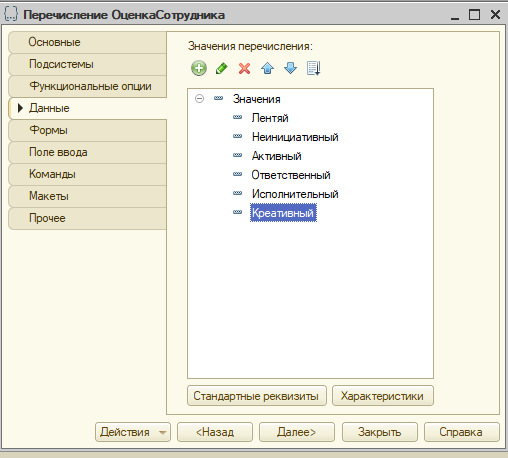 Перечисление ОценкаСотрудника
Основные
Подсистемы
Функциональные опции
Данные
Формы
Поле ввода
Команды
Макеты
Прочее
Значения перечисления:
Значения
Лентяй
Неинициативный
Активный
Ответственный
Исполнительный
Креативный
Стандартные реквизиты
Характеристики
Действия
<Назад
Далее>
Закрыть
Справка